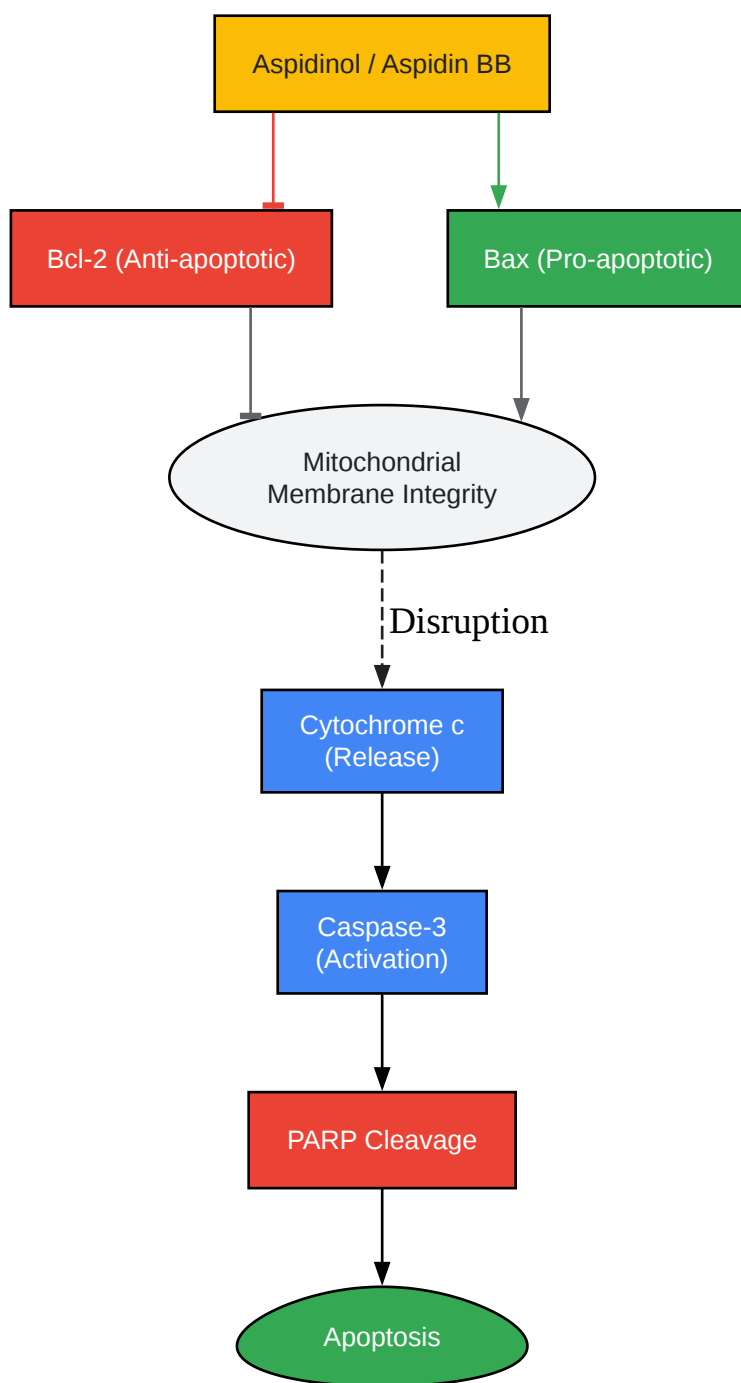 Aspidinol / Aspidin BB
Bcl-2 (Anti-apoptotic)
Bax (Pro-apoptotic)
Mitochondrial
Membrane Integrity
Disruption
Cytochrome c
(Release)
Caspase-3
(Activation)
PARP Cleavage
Apoptosis